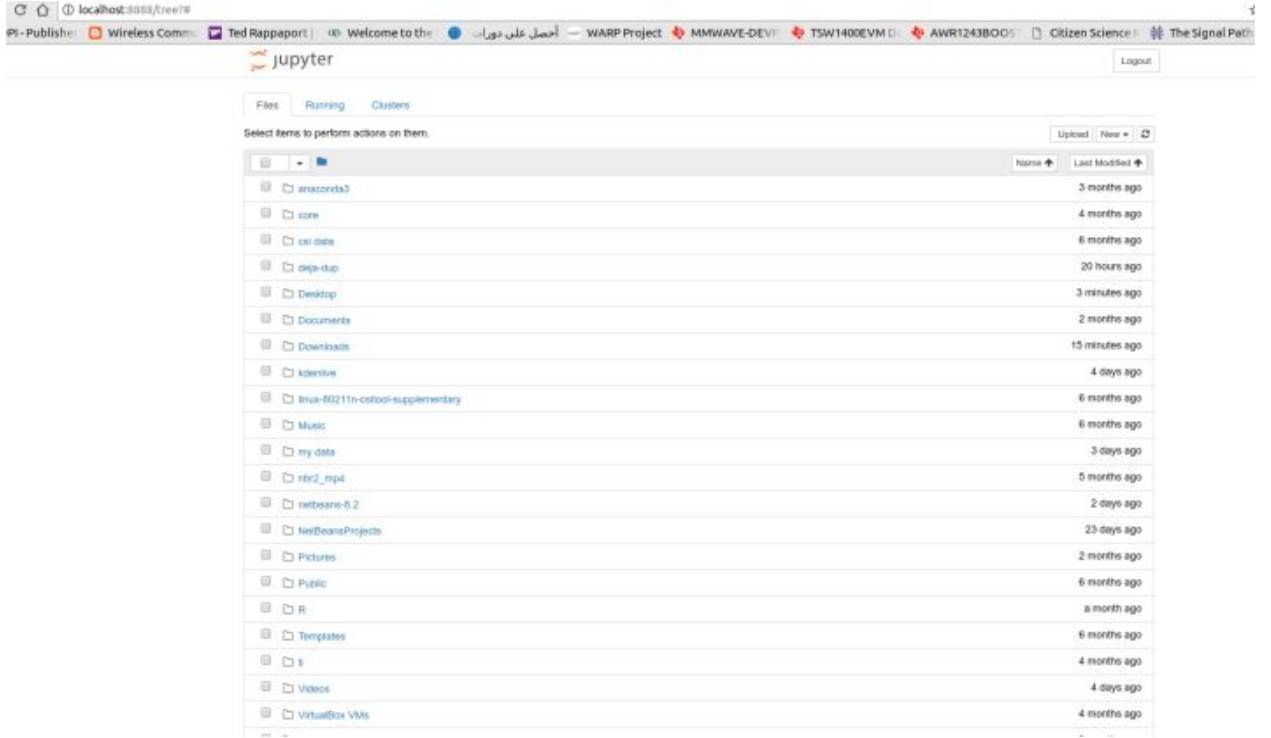 localhost:8888/tree?#
PI - Publishe Wireless Comm Ted Rappaport | Welcome to the أحصل على دورات WARP Project MMWAVE-DEVP TSW1400EVM D AWR1243BOOS Citizen Science The Signal Path
jupyter Logout
Files Running Clusters
Select items to perform actions on them. Upload New
Name Last Modified
anaconda3 3 months ago
core 4 months ago
csi data 6 months ago
deja-dup 20 hours ago
Desktop 3 minutes ago
Documents 2 months ago
Downloads 15 minutes ago
kdenlive 4 days ago
linux-80211n-csitool-supplementary 6 months ago
Music 6 months ago
my data 3 days ago
nbr2_mp4 5 months ago
netbeans-8.2 2 days ago
NetBeansProjects 23 days ago
Pictures 2 months ago
Public 6 months ago
R a month ago
Templates 6 months ago
ti 4 months ago
Videos 4 days ago
VirtualBox VMs 4 months ago